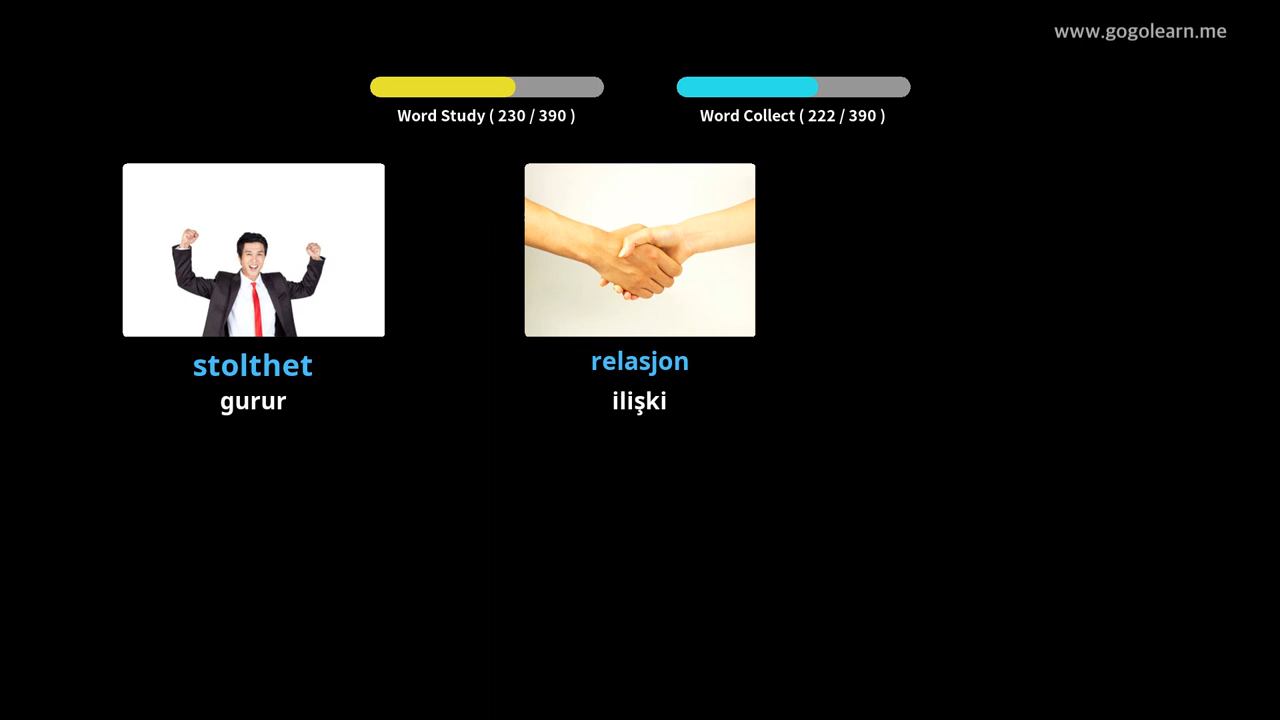 www.gogolearn.me
Word Study ( 230 / 390 )
Word Collect ( 222 / 390 )
stolthet
gurur
relasjon
ilişki